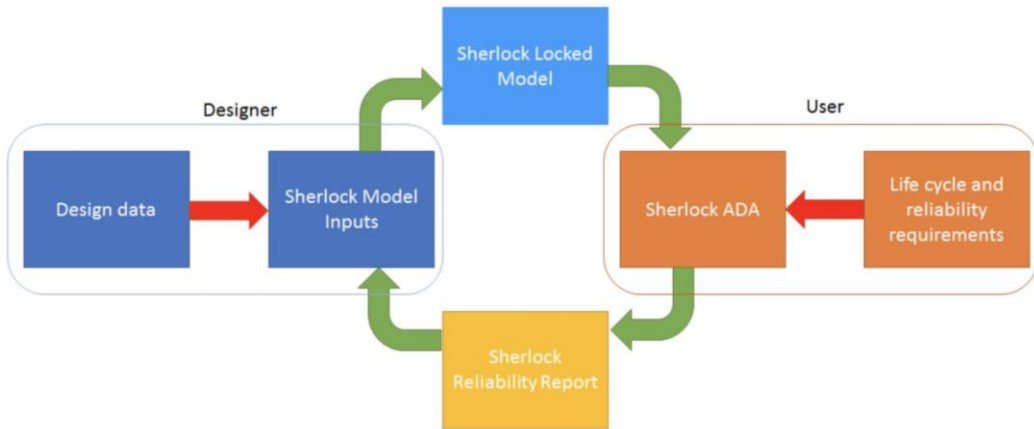 Sherlock Locked
Model
Designer
User
Design data
Sherlock Model
Inputs
Sherlock ADA
Life cycle and
reliability
requirements
Sherlock
Reliability Report